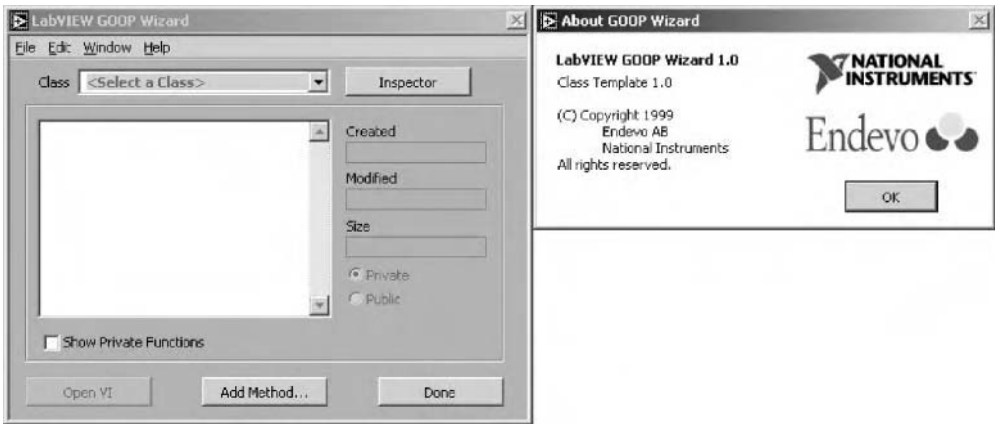 LabVIEW GOOP Wizard
File Edit Window Help
Class <Select a Class> Inspector
Created
Modified
Size
Private
Public
Show Private Functions
Open VI Add Method... Done
About GOOP Wizard
LabVIEW GOOP Wizard 1.0
Class Template 1.0
(C) Copyright 1999
Endevo AB
National Instruments
All rights reserved.
NATIONAL
INSTRUMENTS
Endevo
OK